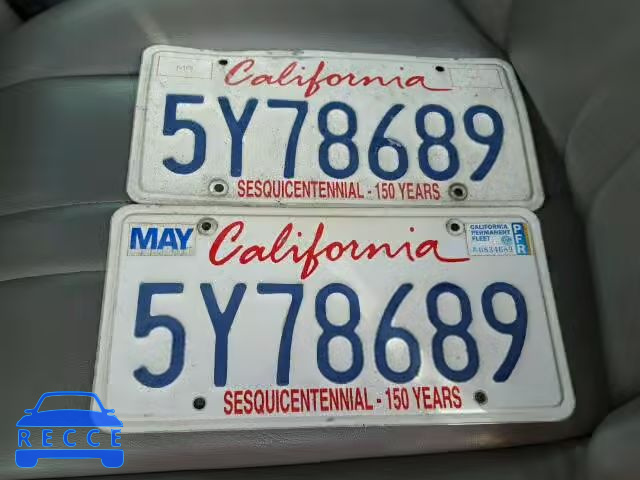 California
5Y78689
SESQUICENTENNIAL - 150 YEARS
MAY
California
CALIFORNIA
PERMANENT
FLEET
PFR
5Y78689
SESQUICENTENNIAL - 150 YEARS
RECCE